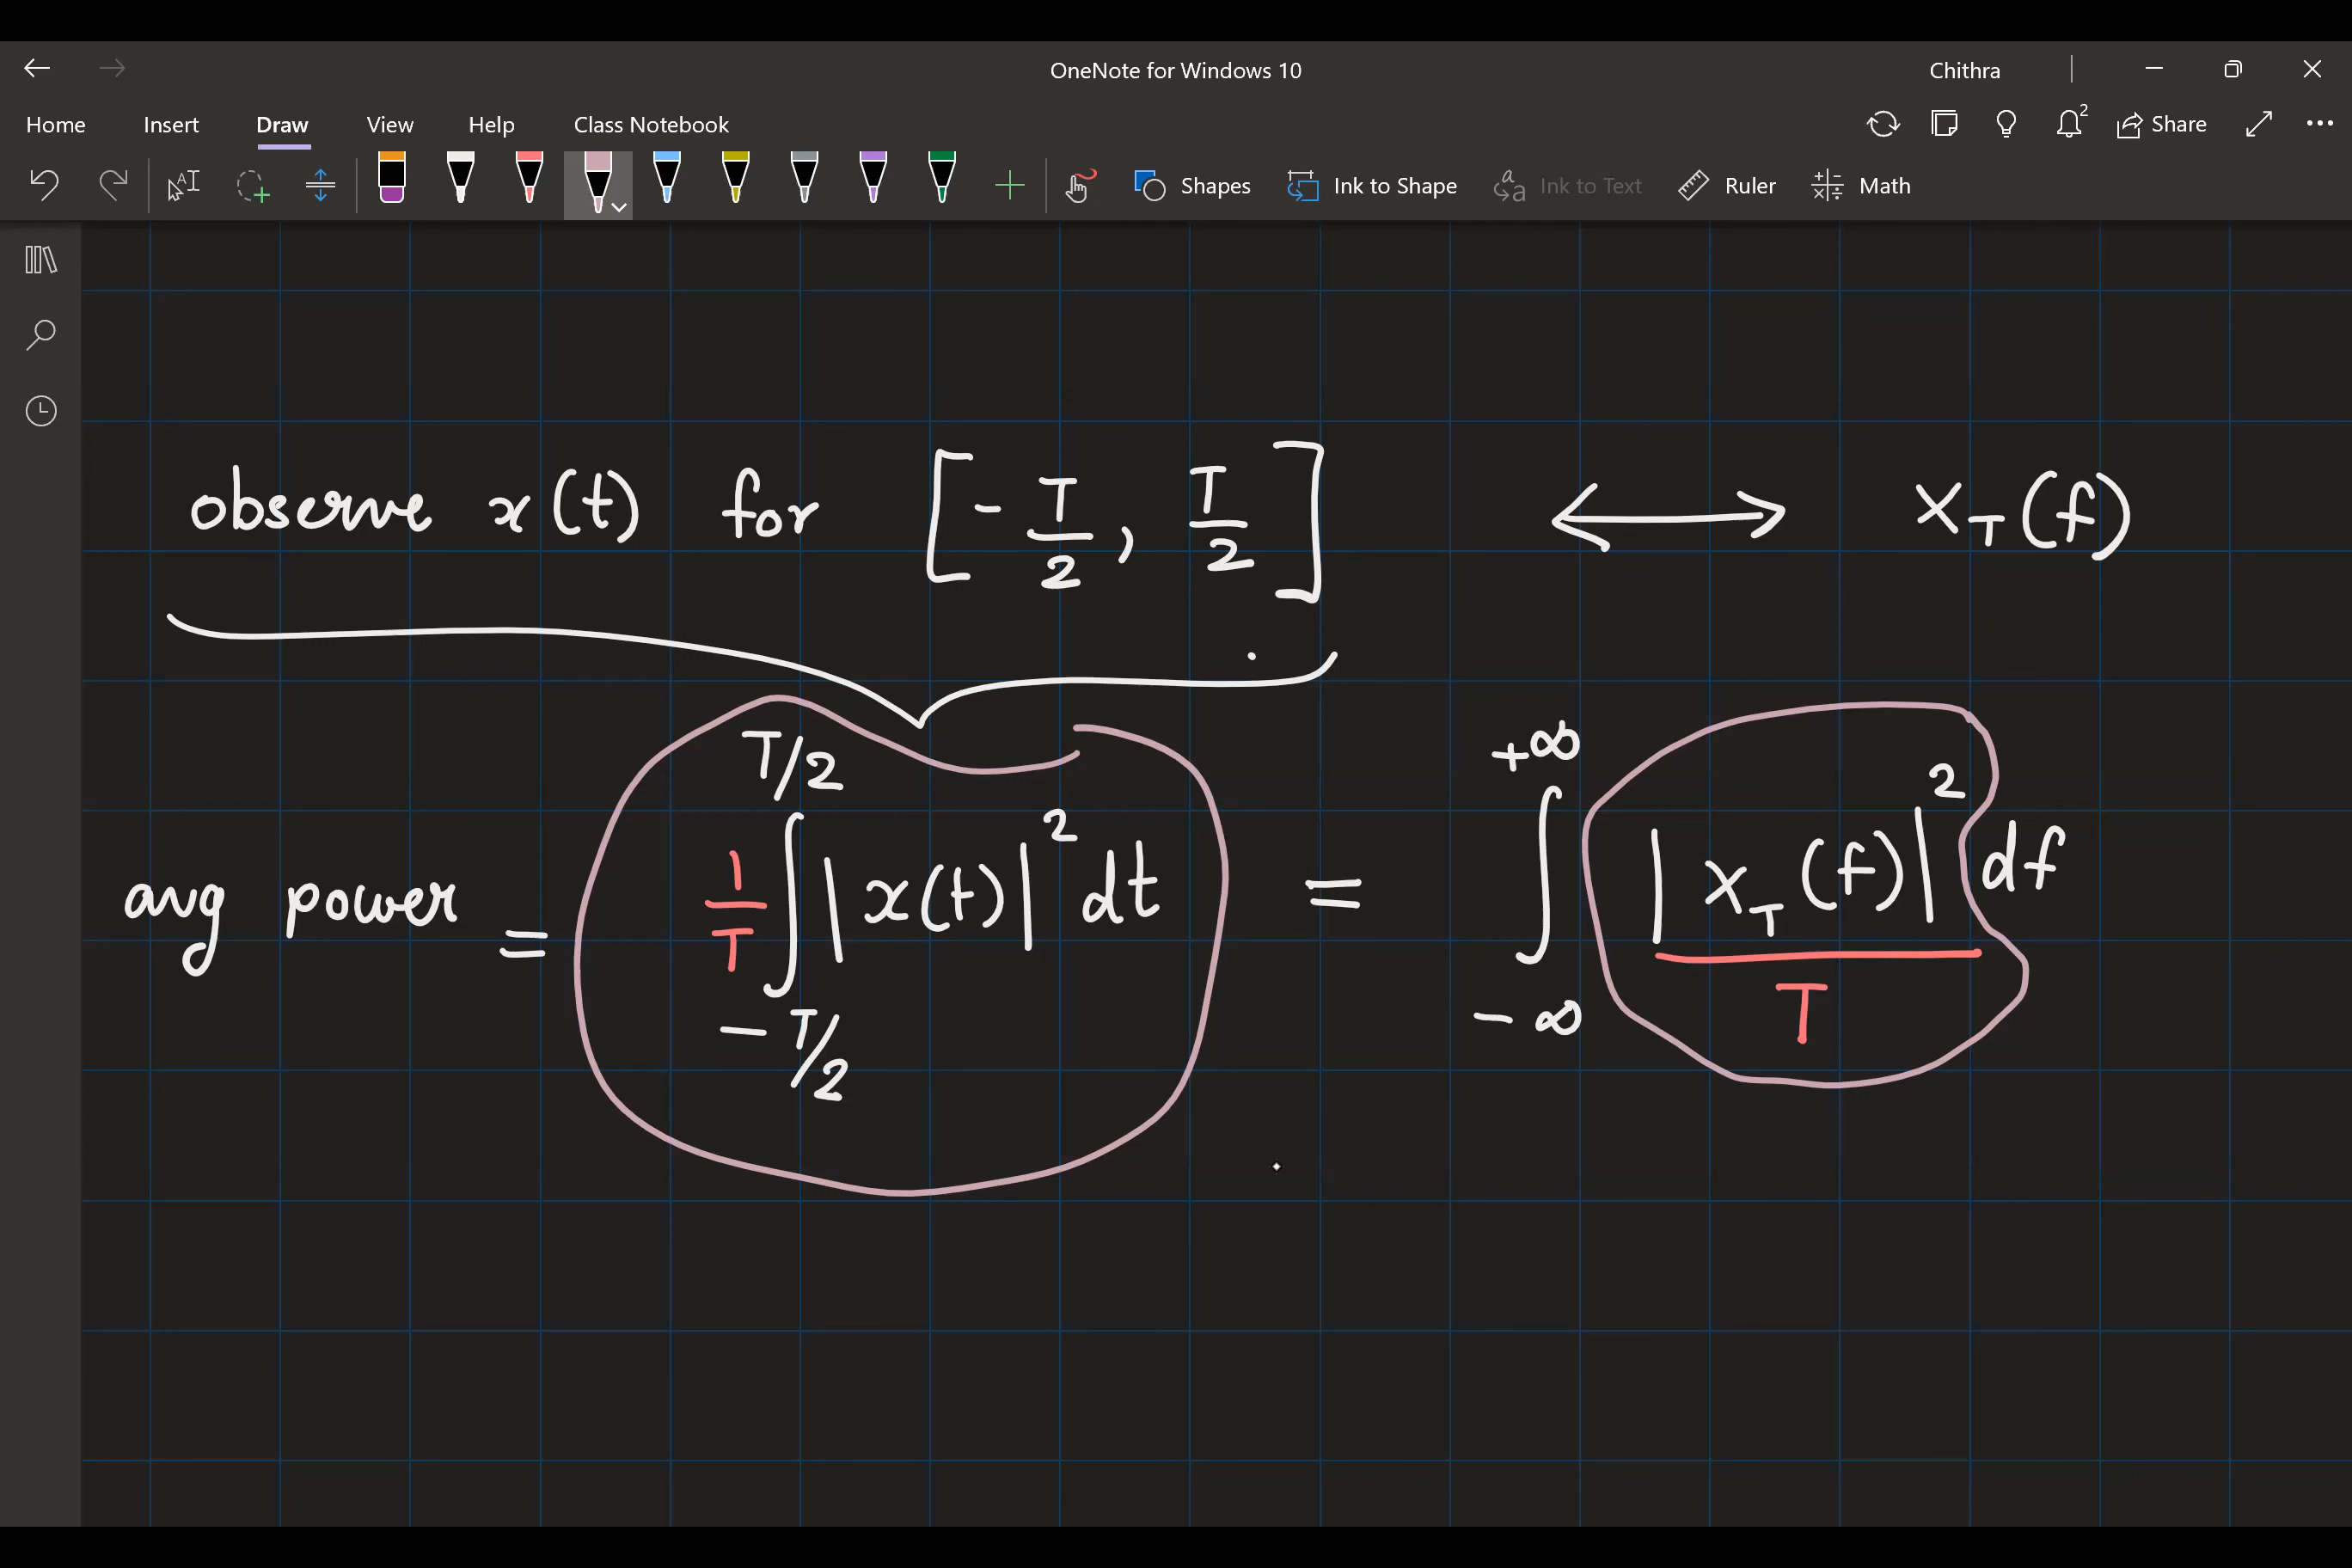 OneNote for Windows 10 Chithra
Home Insert Draw View Help Class Notebook 2 Share
Shapes Ink to Shape Ink to Text Ruler Math
observe x(t) for [-T/2, T/2] ⟷ X_T(f)
avg power = 1/T ∫_{-T/2}^{T/2} |x(t)|² dt = ∫_{-∞}^{+∞} |X_T(f)|²/T df